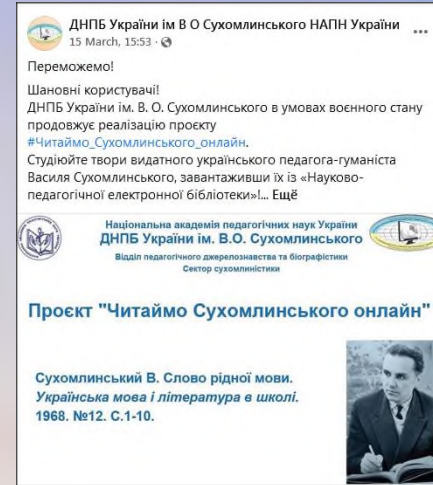 ДНПБ України ім В О Сухомлинського НАПН України
15 March, 15:53 ·
Переможемо!
Шановні користувачі!
ДНПБ України ім. В. О. Сухомлинського в умовах воєнного стану
продовжує реалізацію проєкту
#Читаймо_Сухомлинського_онлайн.
Студіюйте твори видатного українського педагога-гуманіста
Василя Сухомлинського, завантаживши їх із «Науково-
педагогічної електронної бібліотеки»!... Ещё
Національна академія педагогічних наук України
ДНПБ України ім. В.О. Сухомлинського
Відділ педагогічного джерелознавства та біографістики
Сектор сухомлиністики
Проєкт "Читаймо Сухомлинського онлайн"
Сухомлинський В. Слово рідної мови.
Українська мова і література в школі.
1968. №12. С.1-10.